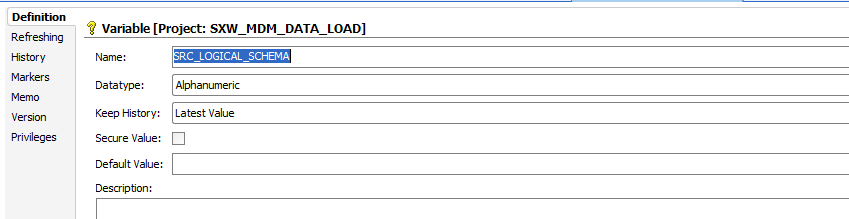 Definition
Refreshing
History
Markers
Memo
Version
Privileges
Variable [Project: SXW_MDM_DATA_LOAD]
Name: SRC_LOGICAL_SCHEMA
Datatype: Alphanumeric
Keep History: Latest Value
Secure Value:
Default Value:
Description: